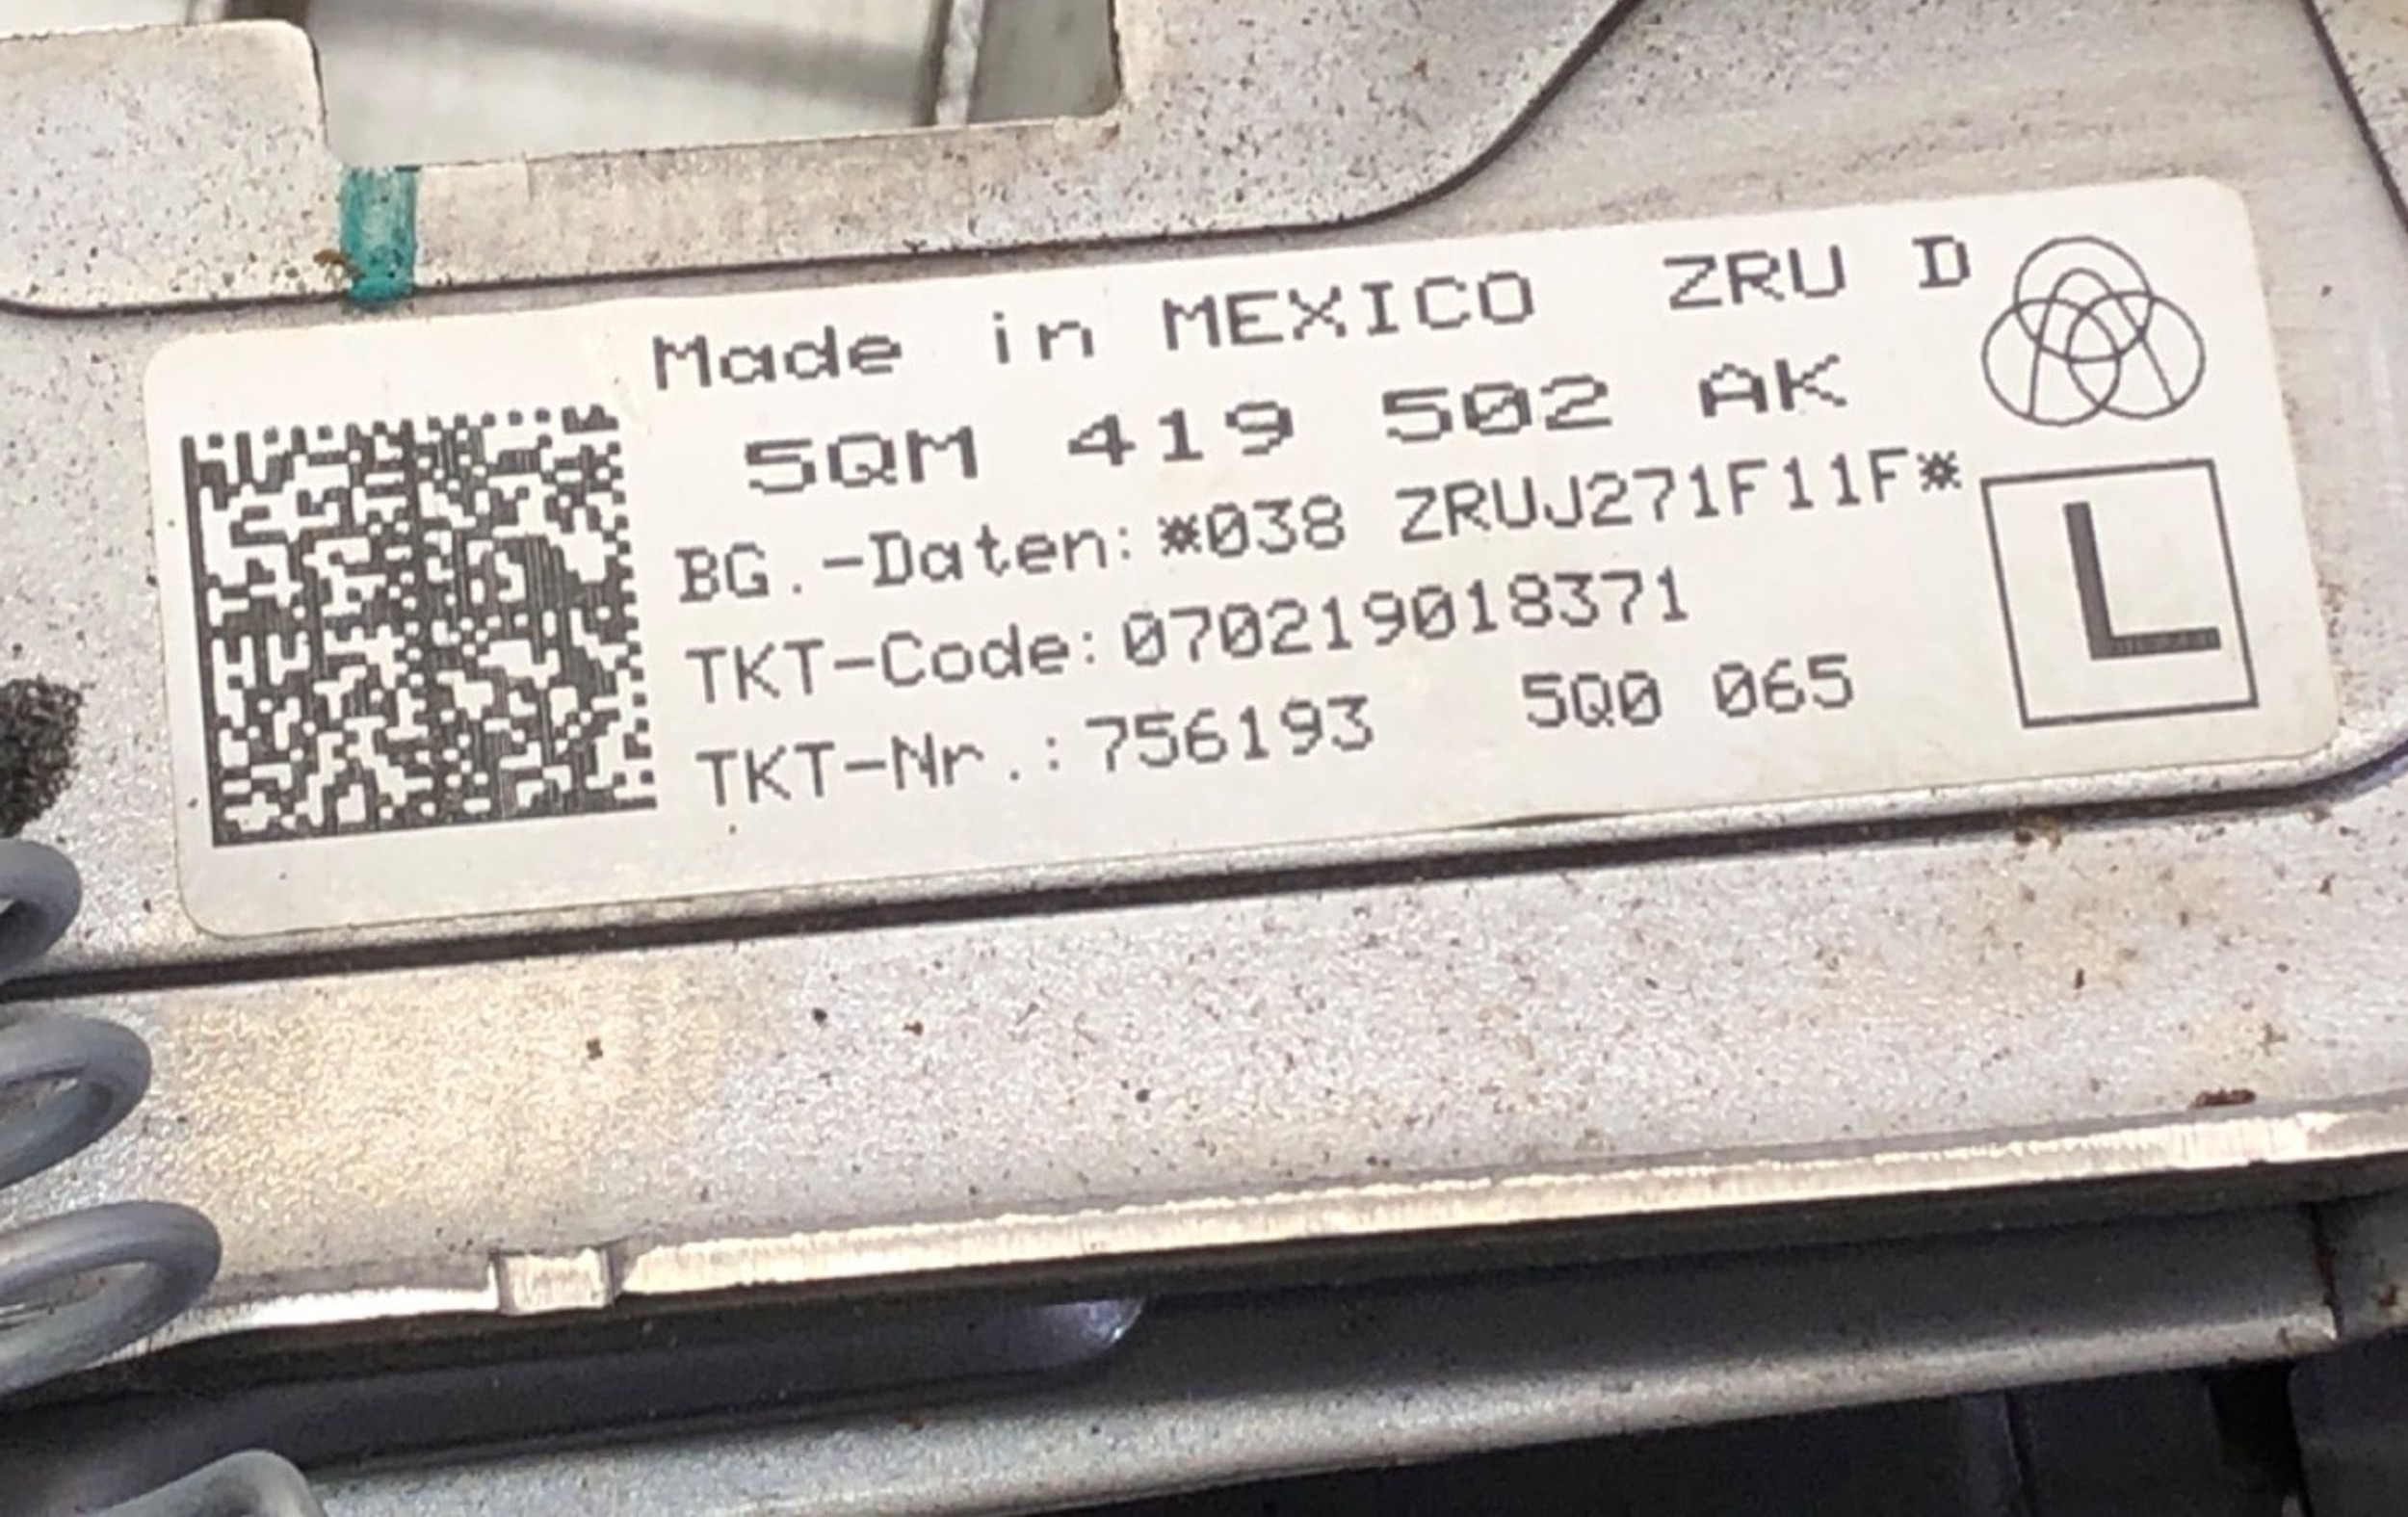 Made in MEXICO ZRU D
5QM 419 502 AK
BG.-Daten:*038 ZRUJ271F11F*
TKT-Code:070219018371
TKT-Nr.:756193 5Q0 065
L